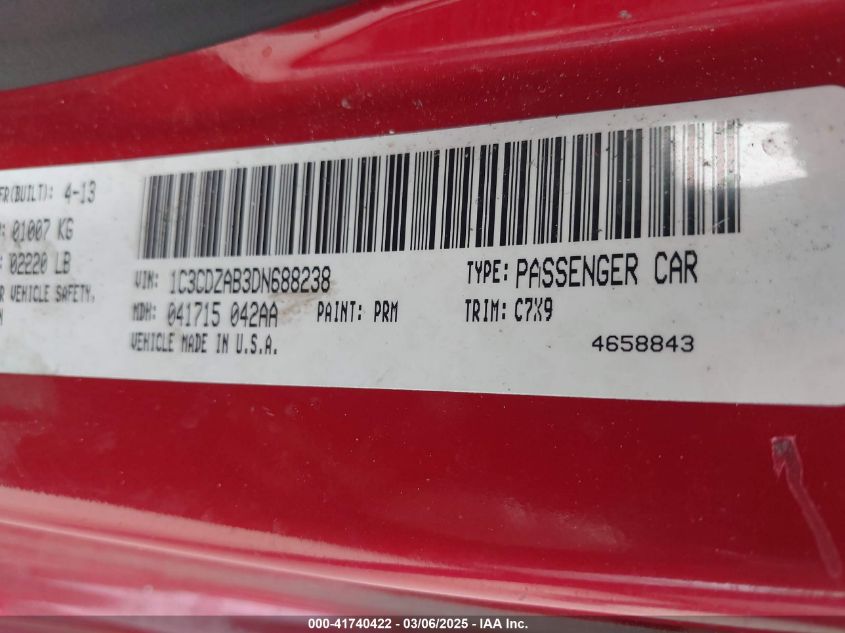 FR(BUILT): 4-13
: 01007 KG
: 02220 LB
R VEHICLE SAFETY,
N
VIN: 1C3CDZAB3DN688238 TYPE: PASSENGER CAR
MDH: 041715 042AA PAINT: PRM TRIM: C7X9
VEHICLE MADE IN U.S.A. 4658843
000-41740422 - 03/06/2025 - IAA, Inc.